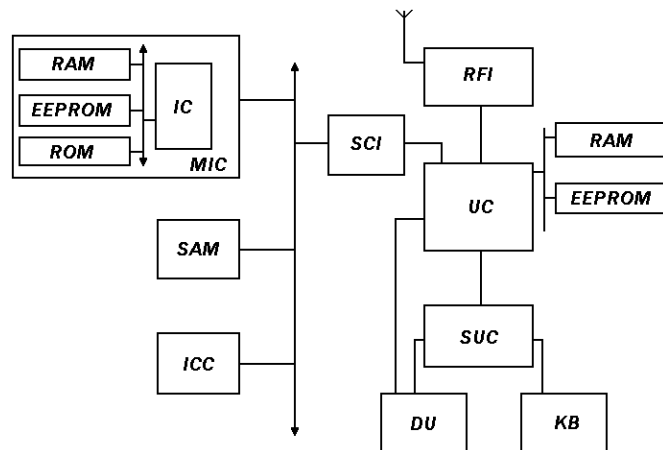 RAM
EEPROM
ROM
IC
MIC
RFI
SCI
RAM
EEPROM
UC
SAM
SUC
ICC
DU
KB